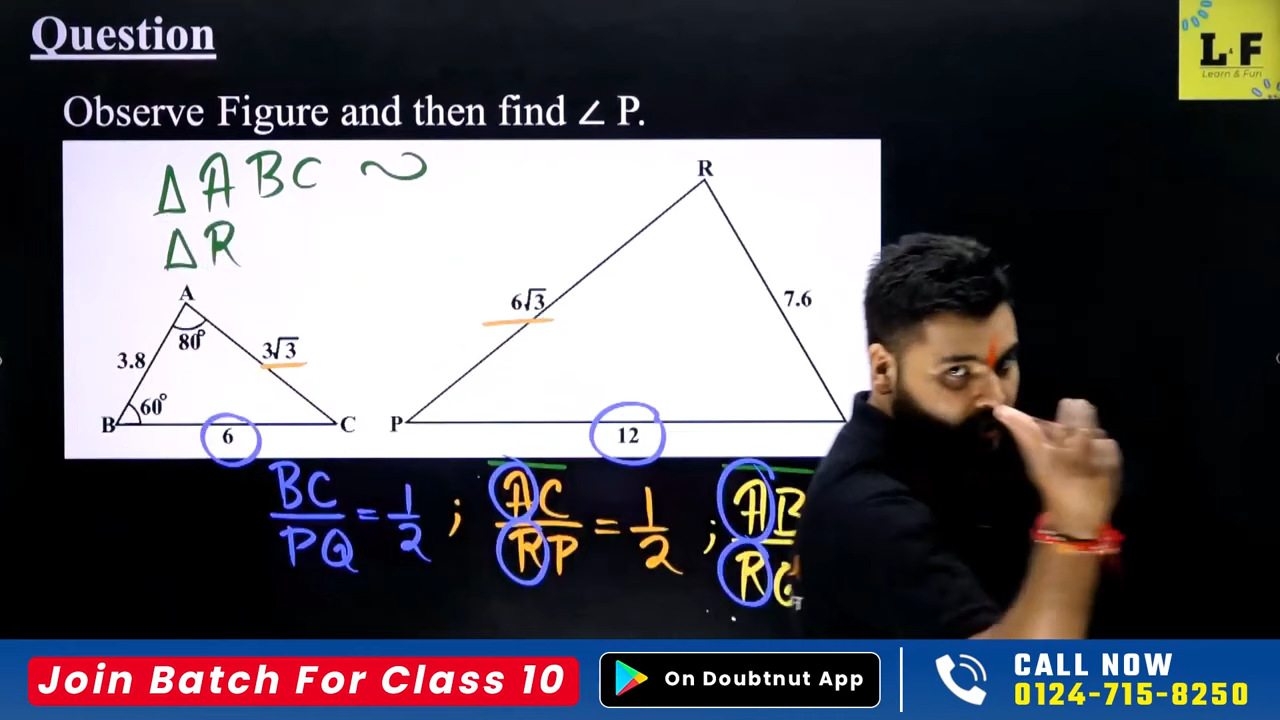 Question
L&F
Learn & Fun
Observe Figure and then find ∠ P.
Δ A B C ~
Δ R
R
6√3
7.6
A
80°
3.8
3√3
60°
B
6
C
P
12
BC/PQ = 1/2 ; AC/RP = 1/2 ; AB
R
Join Batch For Class 10
On Doubtnut App
CALL NOW
0124-715-8250